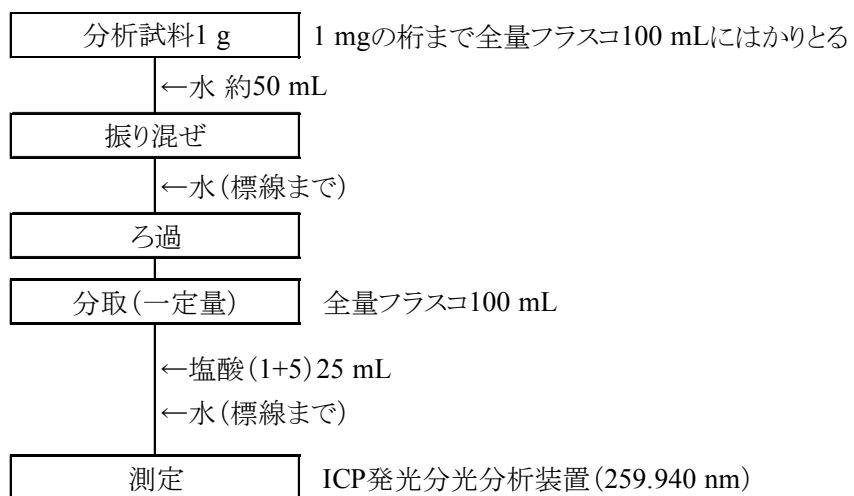 分析試料1 g 1 mgの桁まで全量フラスコ100 mLにはかりとる
←水 約50 mL
振り混ぜ
←水(標線まで)
ろ過
分取(一定量) 全量フラスコ100 mL
←塩酸(1+5)25 mL
←水(標線まで)
測定 ICP発光分光分析装置(259.940 nm)